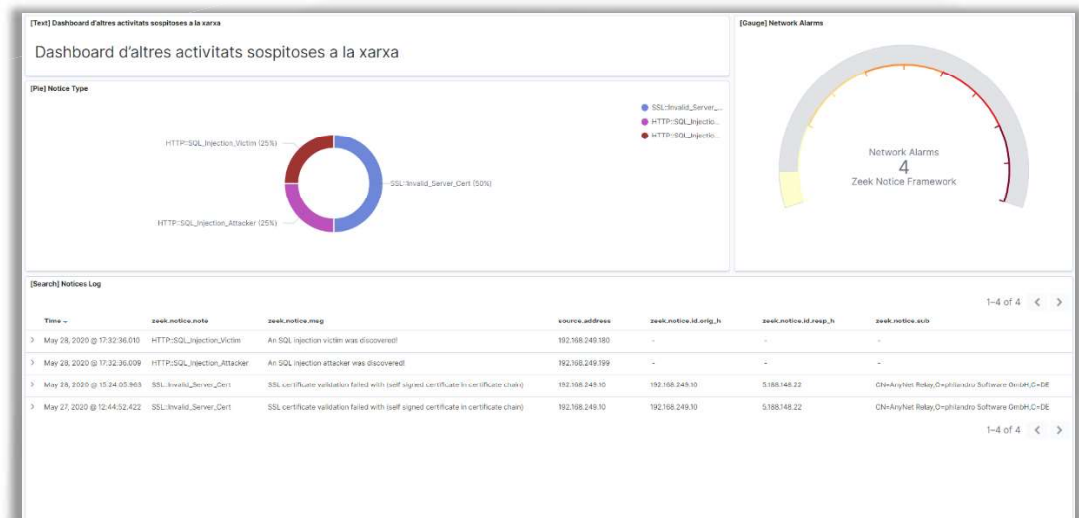 [Text] Dashboard d'altres activitats sospitoses a la xarxa
Dashboard d'altres activitats sospitoses a la xarxa
[Pie] Notice Type
SSL::Invalid_Server_...
HTTP::SQL_Injectio...
HTTP::SQL_Injectio...
HTTP::SQL_Injection_Victim (25%)
SSL::Invalid_Server_Cert (50%)
HTTP::SQL_Injection_Attacker (25%)
[Gauge] Network Alarms
Network Alarms
4
Zeek Notice Framework
[Search] Notices Log
1–4 of 4
Time zeek.notice.note zeek.notice.msg source.address zeek.notice.id.orig_h zeek.notice.id.resp_h zeek.notice.sub
May 28, 2020 @ 17:32:36.010 HTTP::SQL_Injection_Victim An SQL injection victim was discovered! 192.168.249.180 - - -
May 28, 2020 @ 17:32:36.009 HTTP::SQL_Injection_Attacker An SQL injection attacker was discovered! 192.168.249.199 - - -
May 28, 2020 @ 15:24:05.963 SSL::Invalid_Server_Cert SSL certificate validation failed with (self signed certificate in certificate chain) 192.168.249.10 192.168.249.10 5.188.148.22 CN=AnyNet Relay,O=philandro Software GmbH,C=DE
May 27, 2020 @ 12:44:52.422 SSL::Invalid_Server_Cert SSL certificate validation failed with (self signed certificate in certificate chain) 192.168.249.10 192.168.249.10 5.188.148.22 CN=AnyNet Relay,O=philandro Software GmbH,C=DE
1–4 of 4